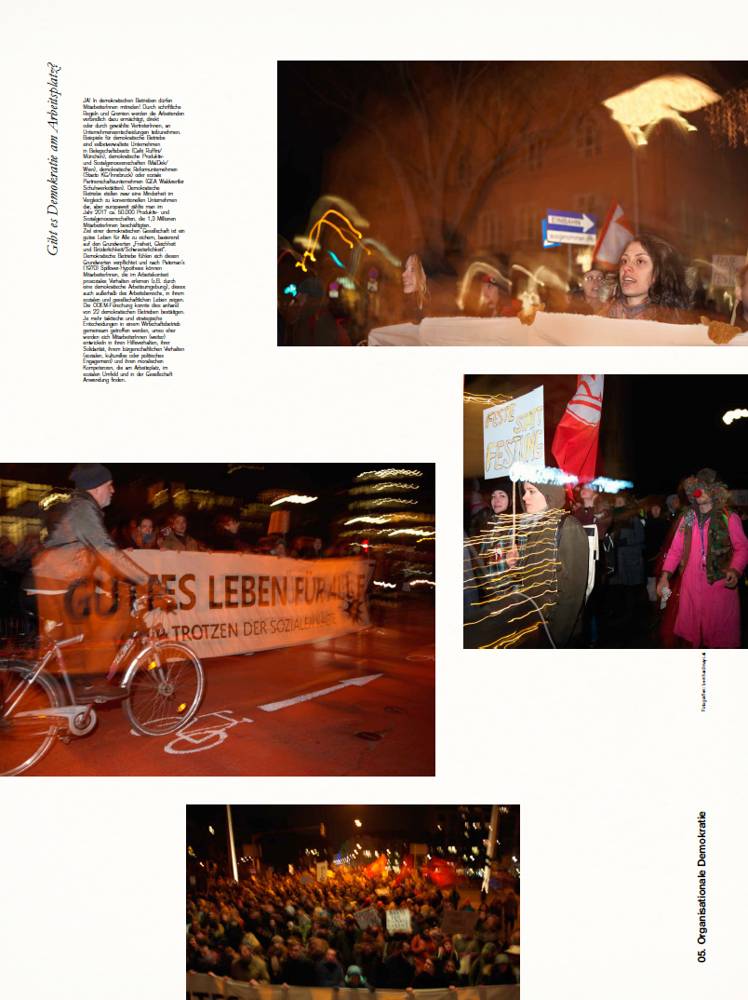 Gibt es Demokratie am Arbeitsplatz?
JA! In demokratischen Betrieben dürfen
MitarbeiterInnen mitreden! Durch schriftliche
Regeln und Gremien werden die Arbeitenden
verbindlich dazu ermächtigt, direkt
oder durch gewählte VertreterInnen, an
Unternehmensentscheidungen teilzunehmen.
Beispiele für demokratische Betriebe
sind selbstverwaltete Unternehmen
in Belegschaftsbesitz (Café Ruffini/
München), demokratische Produktiv-
und Sozialgenossenschaften (MalDek/
Wien), demokratische Reformunternehmen
(Staato KG/Innsbruck) oder soziale
Partnerschaftsunternehmen (GEA Waldviertler
Schuhwerkstätten). Demokratische
Betriebe stellen zwar eine Minderheit im
Vergleich zu konventionellen Unternehmen
dar, aber europaweit zählte man im
Jahr 2017 ca. 50.000 Produktiv- und
Sozialgenossenschaften, die 1,3 Millionen
MitarbeiterInnen beschäftigten.
Ziel einer demokratischen Gesellschaft ist ein
gutes Leben für Alle zu sichern, basierend
auf den Grundwerten „Freiheit, Gleichheit
und Brüderlichkeit/Schwesterlichkeit".
Demokratische Betriebe fühlen sich diesen
Grundwerten verpflichtet und nach Pateman's
(1970) Spillover-Hypothese können
MitarbeiterInnen, die im Arbeitskontext
prosoziales Verhalten erlernen (z.B. durch
eine demokratische Arbeitsumgebung), dieses
auch außerhalb des Arbeitsbereichs, in ihrem
sozialen und gesellschaftlichen Leben zeigen.
Die ODEM-Forschung konnte dies anhand
von 22 demokratischen Betrieben bestätigen.
Je mehr taktische und strategische
Entscheidungen in einem Wirtschaftsbetrieb
gemeinsam getroffen werden, umso eher
werden sich MitarbeiterInnen (weiter)
entwickeln in ihrem Hilfeverhalten, ihrer
Solidarität, ihrem bürgerschaftlichen Verhalten
(sozialen, kulturelles oder politisches
Engagement) und ihren moralischen
Kompetenzen, die am Arbeitsplatz, im
sozialen Umfeld und in der Gesellschaft
Anwendung finden.
EINBAHN
ausgenommen
FESTE
STATT
FESTUNG
GUTES LEBEN FÜR ALLE
TROTZEN DER SOZIALEN KÄLTE
05. Organisationale Demokratie